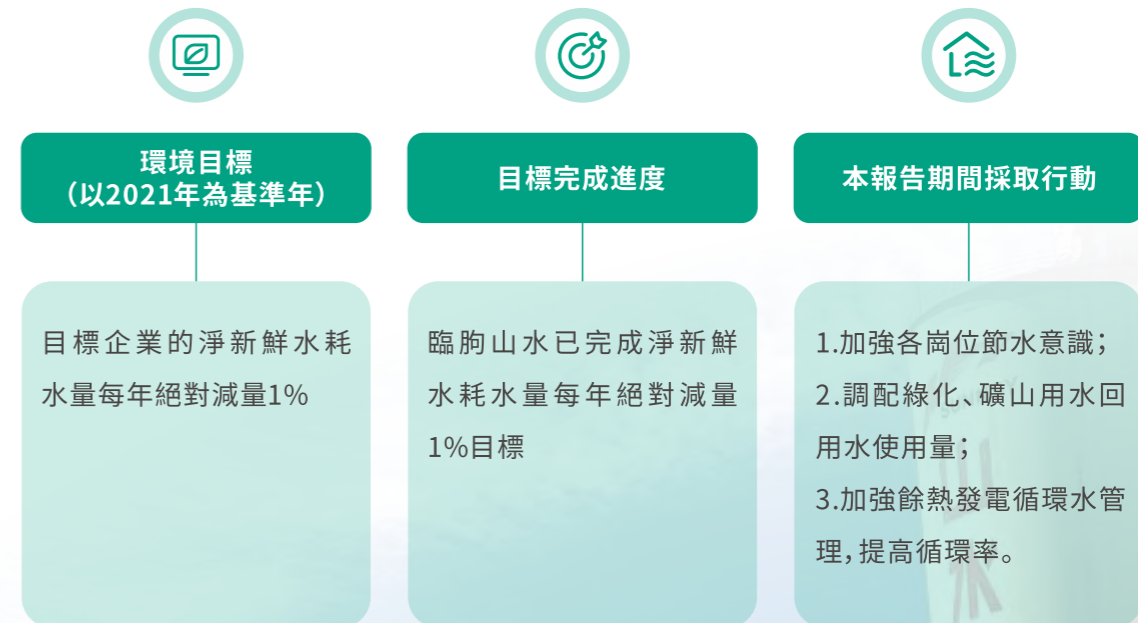 環境目標
（以2021年為基準年）
目標完成進度
本報告期間採取行動
目標企業的淨新鮮水耗
水量每年絕對減量1%
臨朐山水已完成淨新鮮
水耗水量每年絕對減量
1%目標
1.加強各崗位節水意識；
2.調配綠化、礦山用水回
用水使用量；
3.加強餘熱發電循環水管
理，提高循環率。
山
水